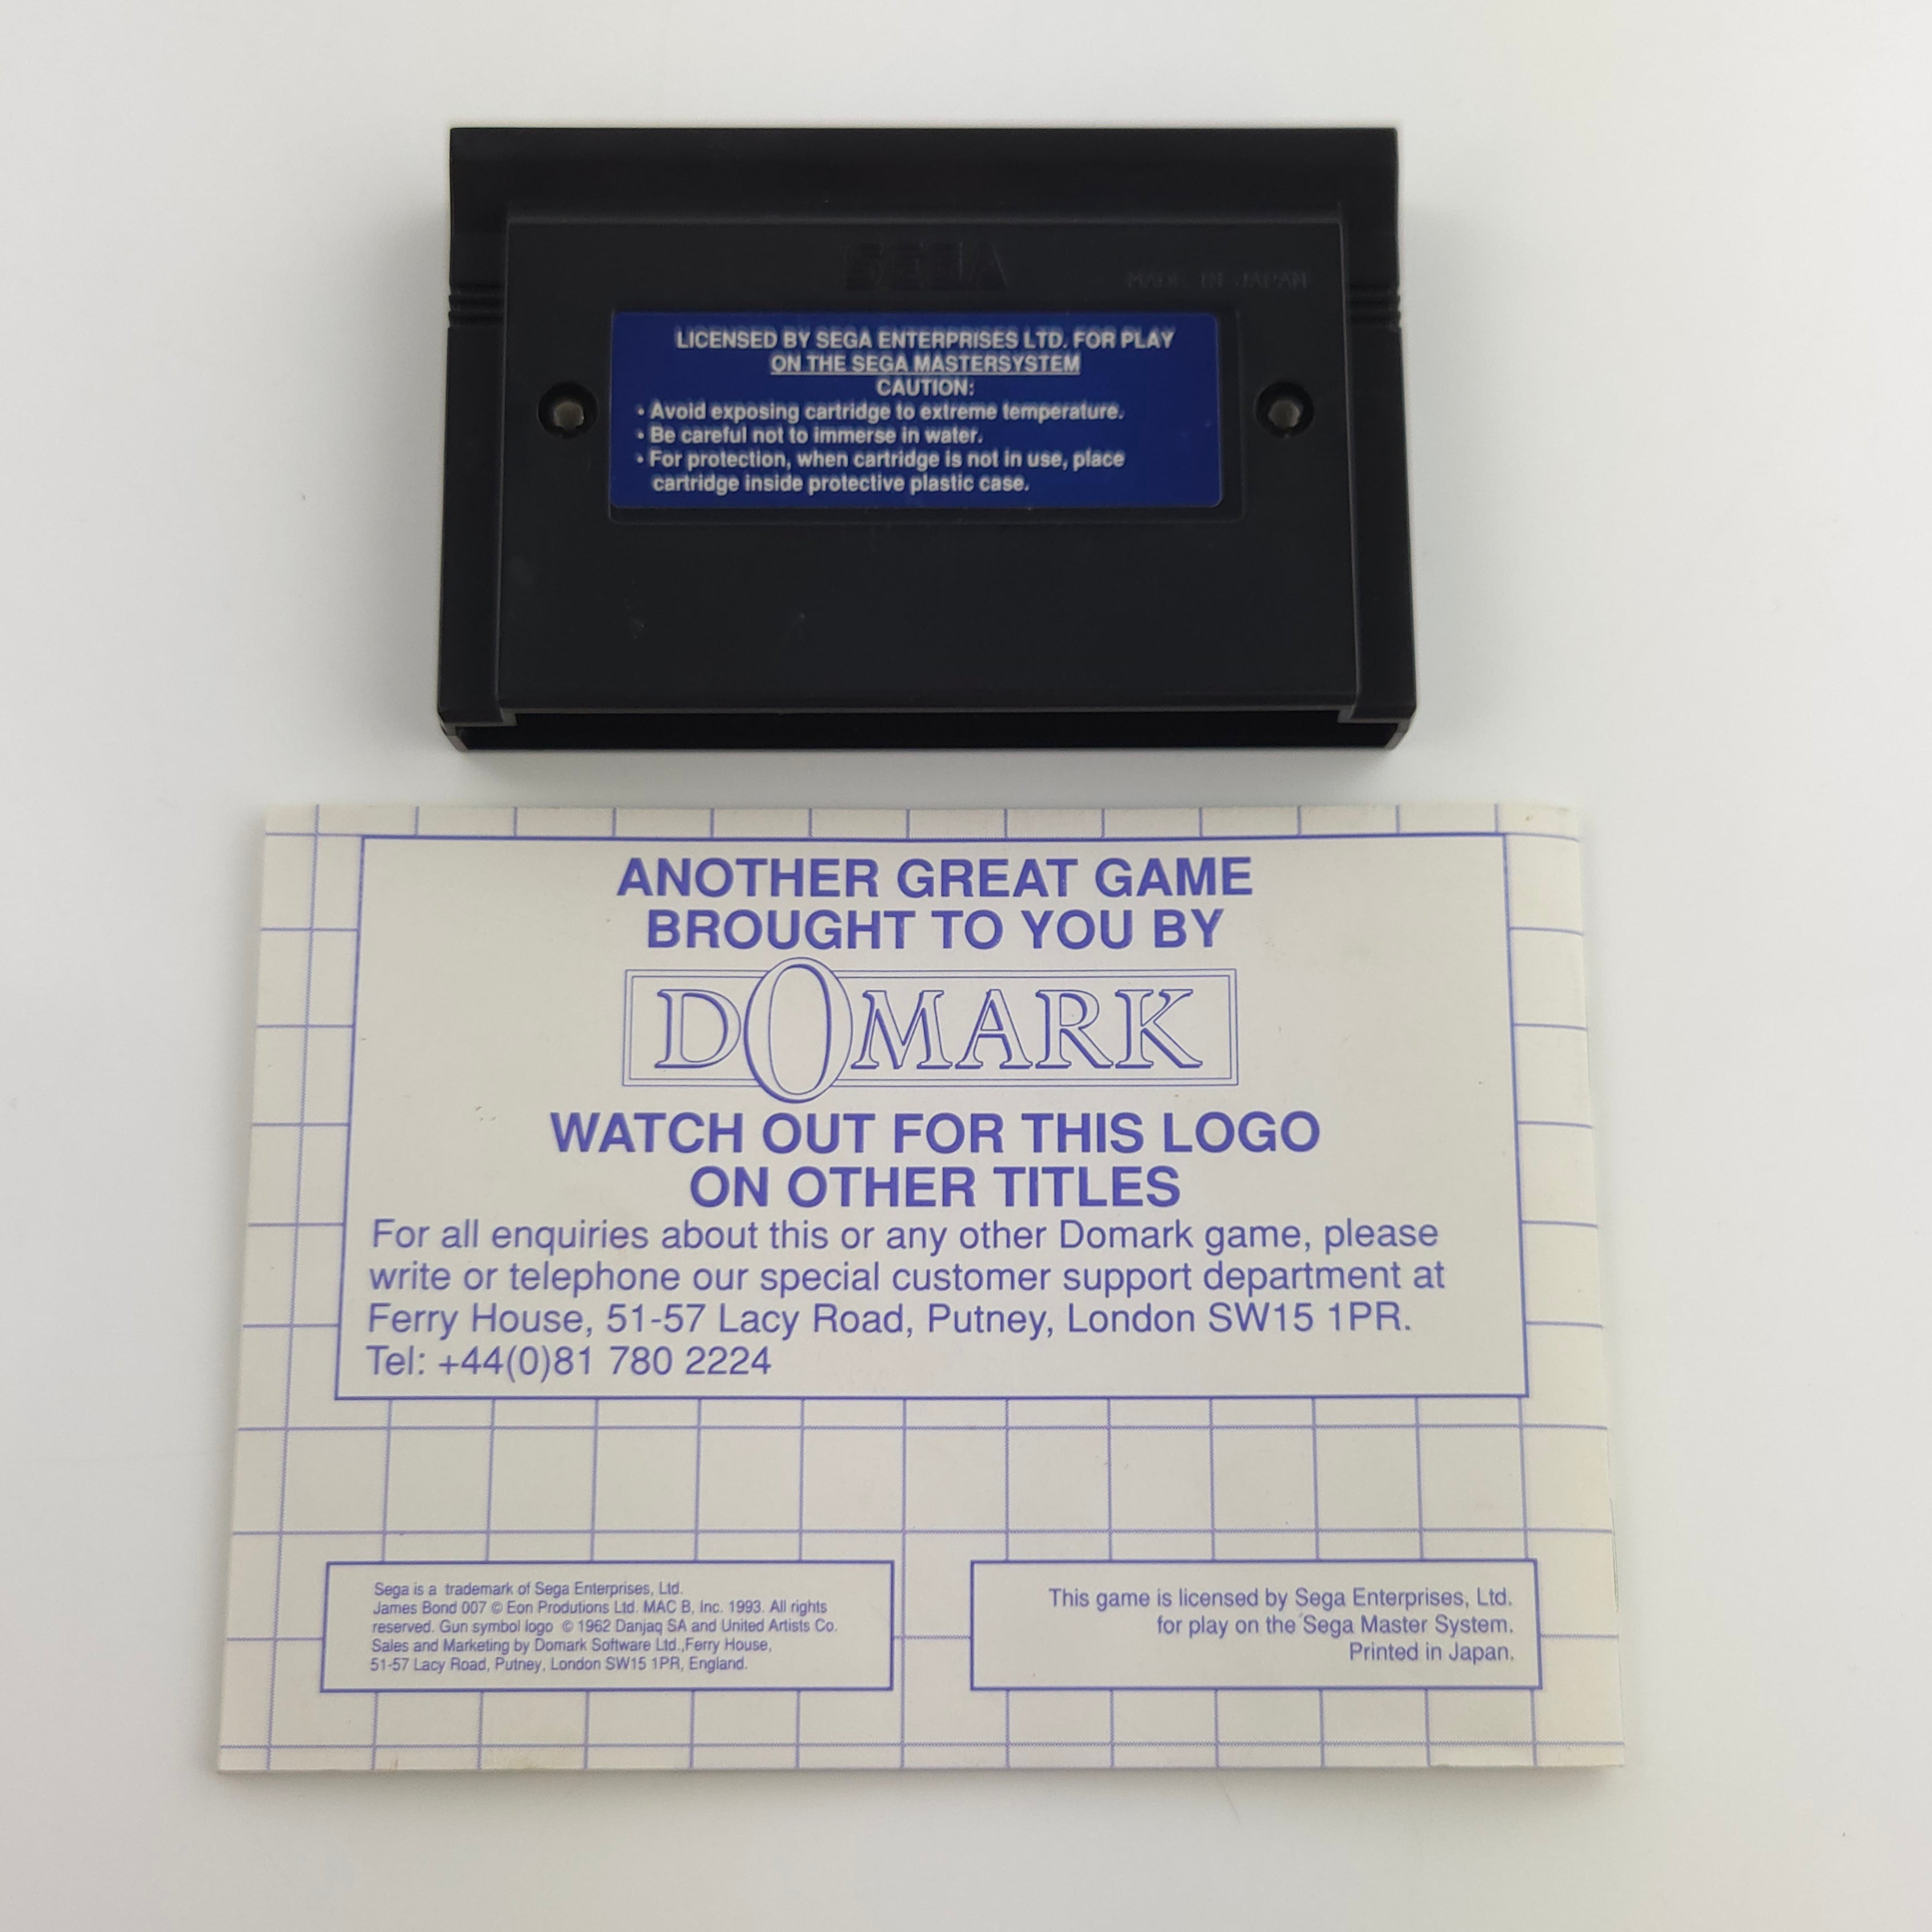 SEGA
MADE IN JAPAN
LICENSED BY SEGA ENTERPRISES LTD. FOR PLAY
ON THE SEGA MASTERSYSTEM
CAUTION:
• Avoid exposing cartridge to extreme temperature.
• Be careful not to immerse in water.
• For protection, when cartridge is not in use, place
cartridge inside protective plastic case.
ANOTHER GREAT GAME
BROUGHT TO YOU BY
DOMARK
WATCH OUT FOR THIS LOGO
ON OTHER TITLES
For all enquiries about this or any other Domark game, please
write or telephone our special customer support department at
Ferry House, 51-57 Lacy Road, Putney, London SW15 1PR.
Tel: +44(0)81 780 2224
Sega is a trademark of Sega Enterprises, Ltd.
James Bond 007 © Eon Produtions Ltd. MAC B, Inc. 1993. All rights
reserved. Gun symbol logo © 1962 Danjaq SA and United Artists Co.
Sales and Marketing by Domark Software Ltd.,Ferry House,
51-57 Lacy Road, Putney, London SW15 1PR, England.
This game is licensed by Sega Enterprises, Ltd.
for play on the Sega Master System.
Printed in Japan.